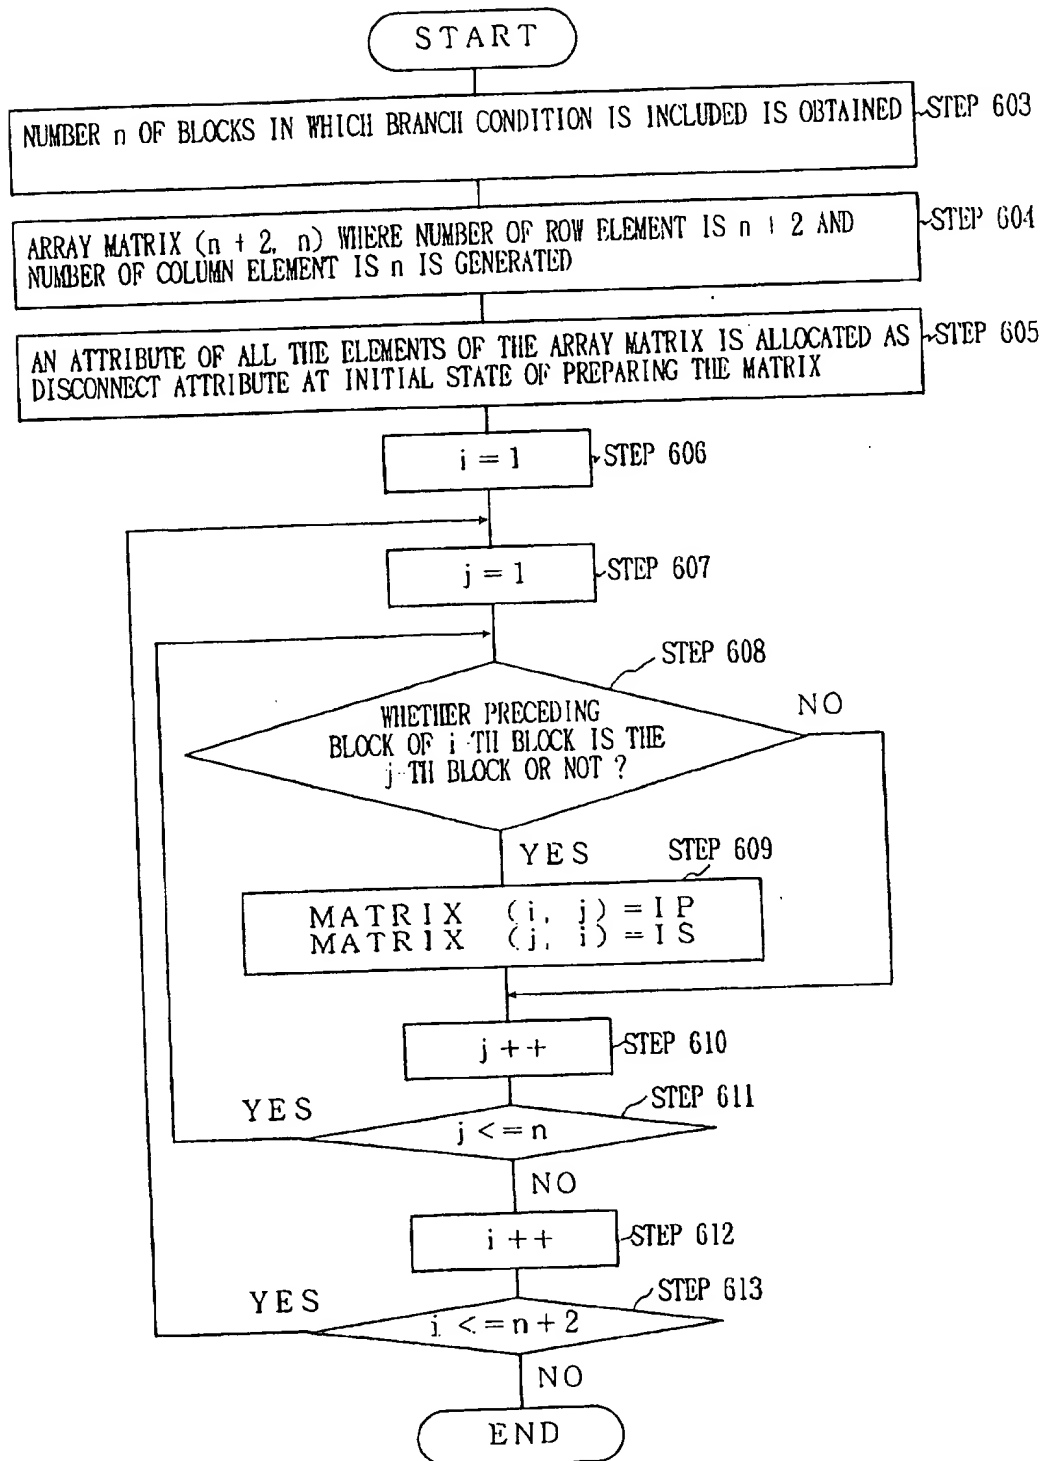 START
NUMBER n OF BLOCKS IN WHICH BRANCH CONDITION IS INCLUDED IS OBTAINED
STEP 603
ARRAY MATRIX (n + 2, n) WHERE NUMBER OF ROW ELEMENT IS n + 2 AND
NUMBER OF COLUMN ELEMENT IS n IS GENERATED
STEP 604
AN ATTRIBUTE OF ALL THE ELEMENTS OF THE ARRAY MATRIX IS ALLOCATED AS
DISCONNECT ATTRIBUTE AT INITIAL STATE OF PREPARING THE MATRIX
STEP 605
i = 1
STEP 606
j = 1
STEP 607
STEP 608
WHETHER PRECEDING
BLOCK OF i-TH BLOCK IS THE
j-TH BLOCK OR NOT ?
NO
YES
STEP 609
MATRIX (i, j) = IP
MATRIX (j, i) = IS
j ++
STEP 610
STEP 611
YES
j <= n
NO
i ++
STEP 612
STEP 613
YES
i <= n + 2
NO
END